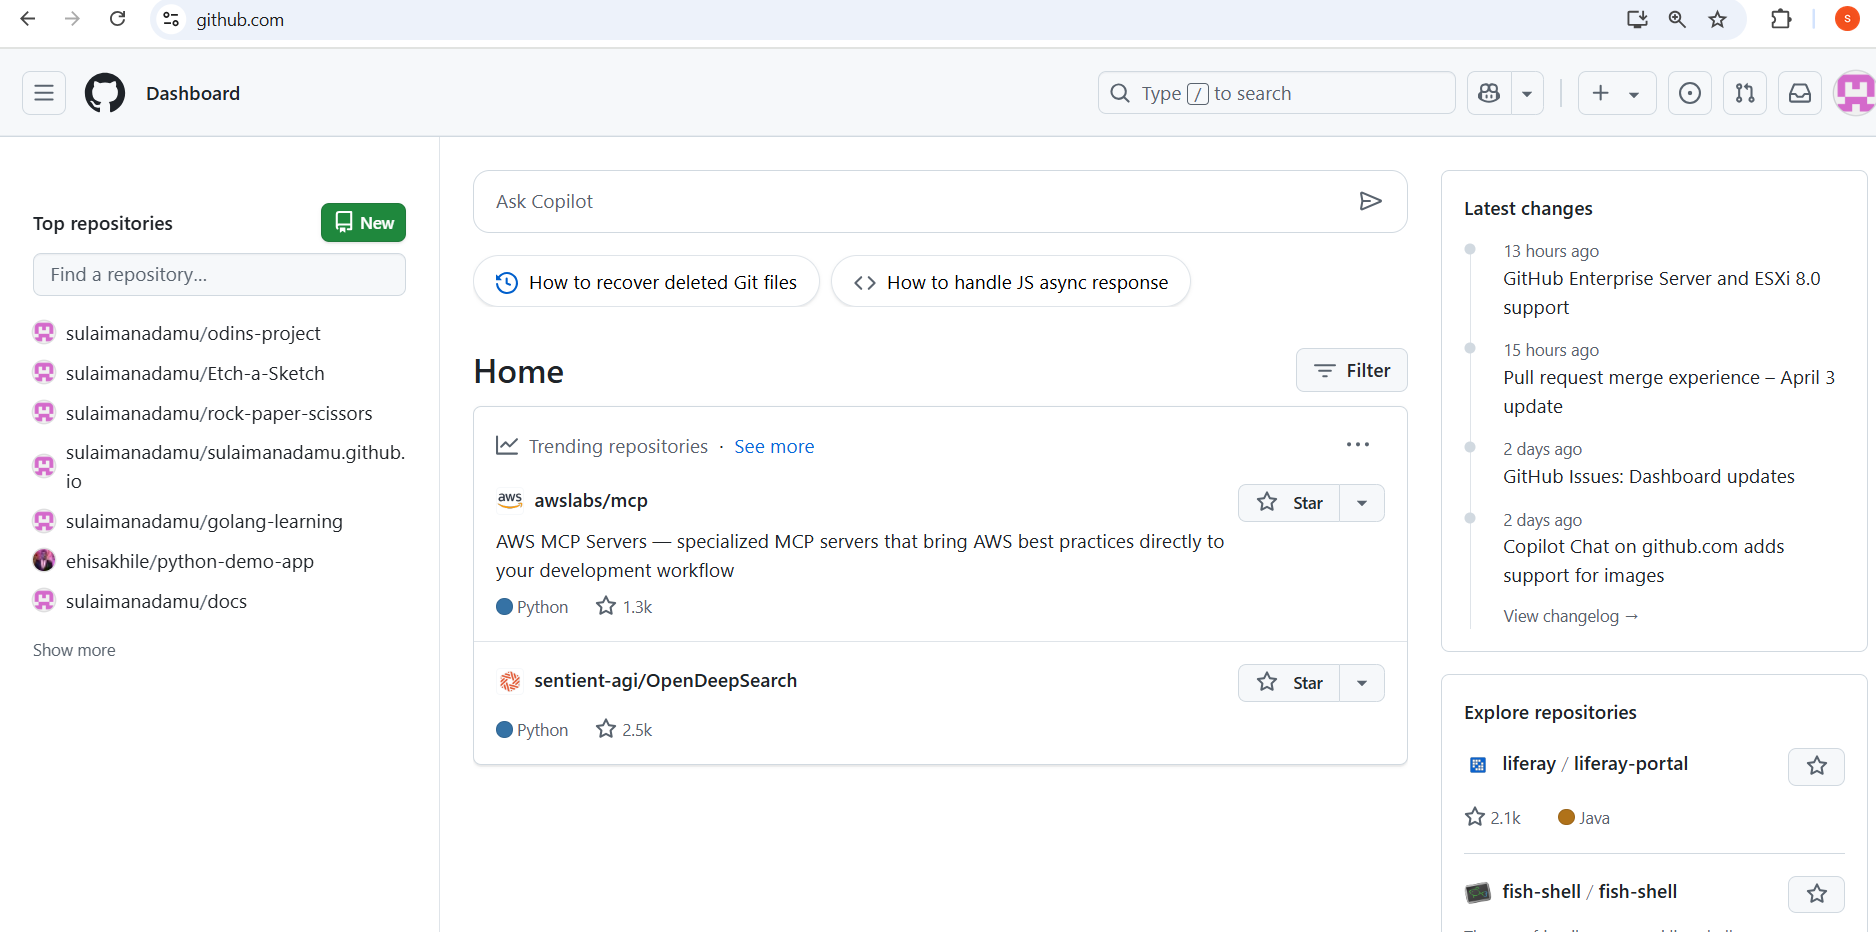 github.com
S
Dashboard
Type / to search
Top repositories
New
Find a repository...
sulaimanadamu/odins-project
sulaimanadamu/Etch-a-Sketch
sulaimanadamu/rock-paper-scissors
sulaimanadamu/sulaimanadamu.github.
io
sulaimanadamu/golang-learning
ehisakhile/python-demo-app
sulaimanadamu/docs
Show more
Ask Copilot
How to recover deleted Git files
How to handle JS async response
Home
Filter
Trending repositories · See more
aws
awslabs/mcp
Star
AWS MCP Servers — specialized MCP servers that bring AWS best practices directly to
your development workflow
Python 1.3k
sentient-agi/OpenDeepSearch
Star
Python 2.5k
Latest changes
13 hours ago
GitHub Enterprise Server and ESXi 8.0
support
15 hours ago
Pull request merge experience – April 3
update
2 days ago
GitHub Issues: Dashboard updates
2 days ago
Copilot Chat on github.com adds
support for images
View changelog →
Explore repositories
liferay / liferay-portal
2.1k Java
fish-shell / fish-shell